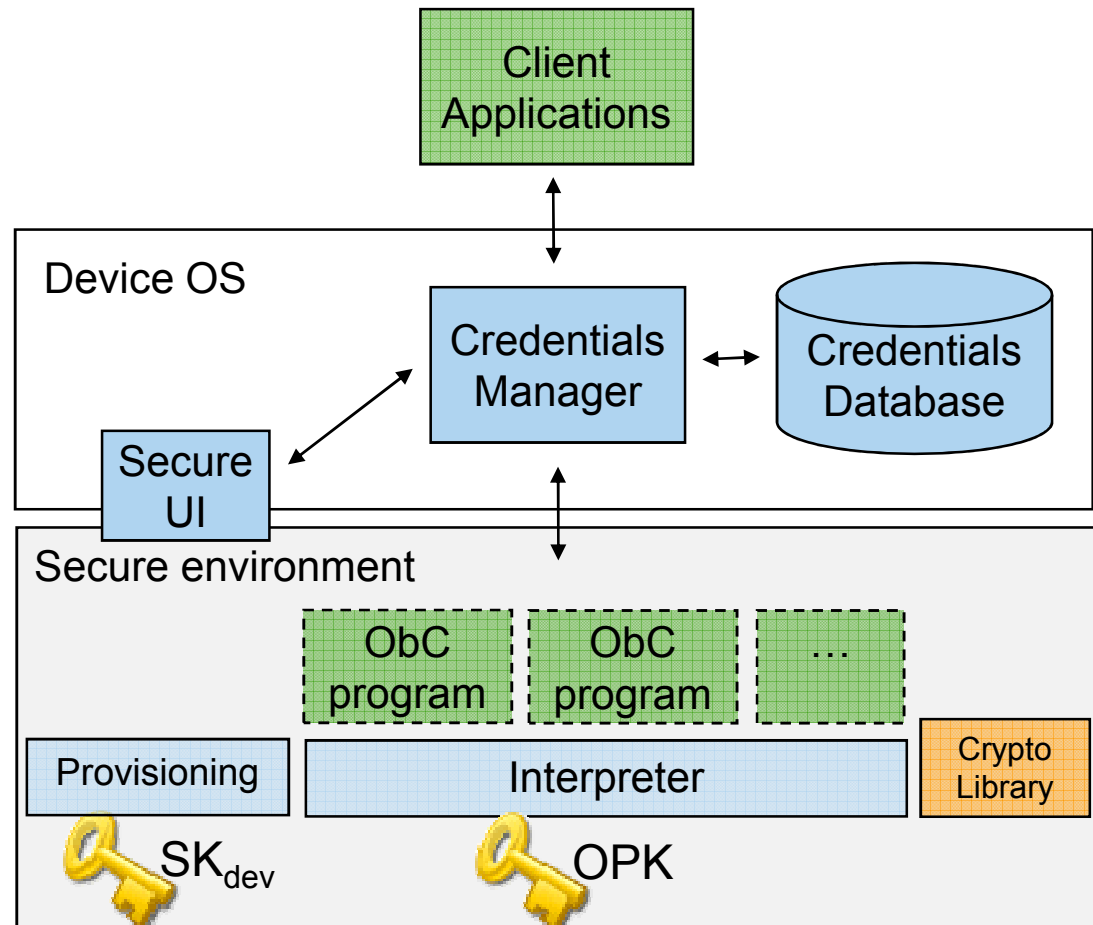 Client
Applications
Device OS
Credentials
Manager
Credentials
Database
Secure
UI
Secure environment
ObC
program
ObC
program
…
Provisioning
Interpreter
Crypto
Library
SKdev
OPK